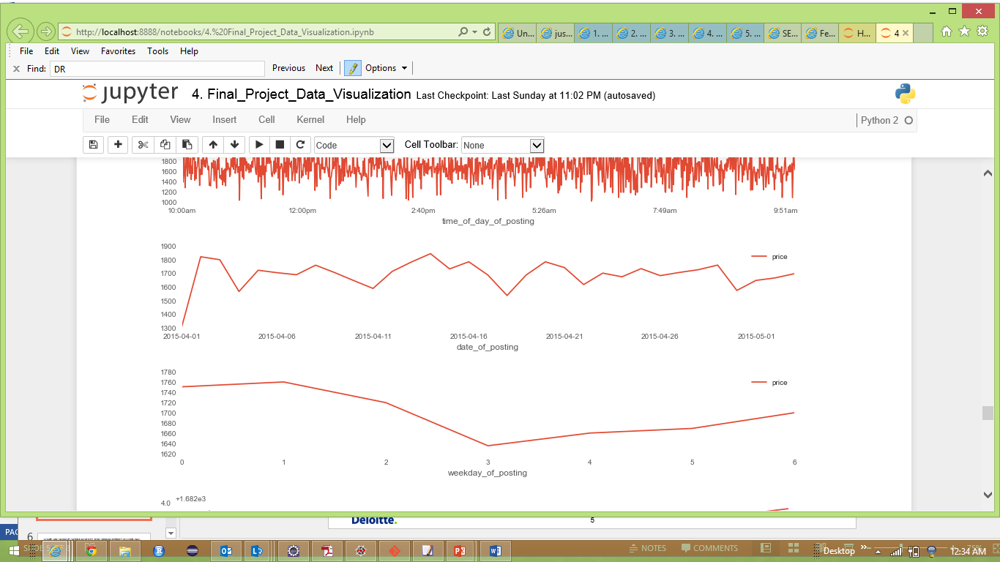 http://localhost:8888/notebooks/4.%20Final_Project_Data_Visualization.ipynb
Un... jus... 1. ... 2. ... 3. ... 4. ... 5. ... SE... Fe... H... 4
File Edit View Favorites Tools Help
Find: DR Previous Next Options
jupyter 4. Final_Project_Data_Visualization Last Checkpoint: Last Sunday at 11:02 PM (autosaved)
File Edit View Insert Cell Kernel Help Python 2
Code Cell Toolbar: None
1800
1600
1400
1200
1000
10:00am 12:00pm 2:40pm 5:26am 7:49am 9:51am
time_of_day_of_posting
1900
1800
1700
1600
1500
1400
1300
price
2015-04-01 2015-04-06 2015-04-11 2015-04-16 2015-04-21 2015-04-26 2015-05-01
date_of_posting
1780
1760
1740
1720
1700
1680
1660
1640
1620
price
0 1 2 3 4 5 6
weekday_of_posting
+1.682e3
4.0
Deloitte.
5
PAG
6
NOTES COMMENTS
Desktop
12:34 AM